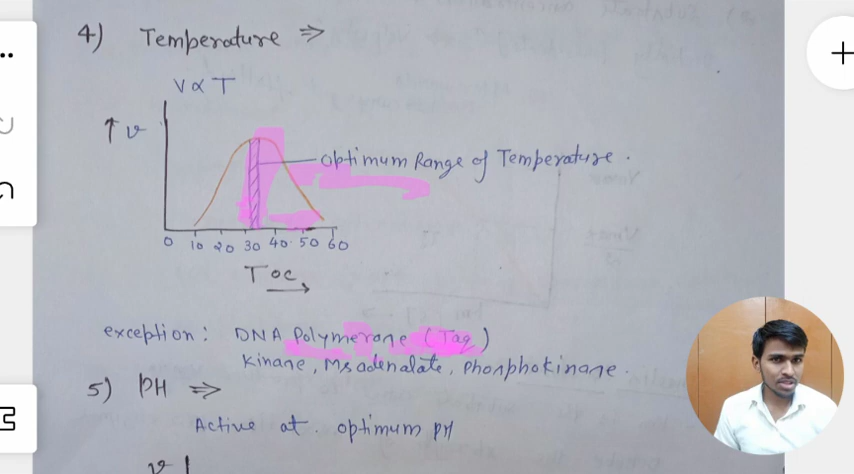 4) Temperature ⇒
V ∝ T
↑ v
optimum Range of Temperature.
0 10 20 30 40 50 60
T°C
exception: DNA Polymerase (Taq)
Kinase, Ms adenalate, Phosphokinase.
5) PH ⇒
Active at optimum pH
v